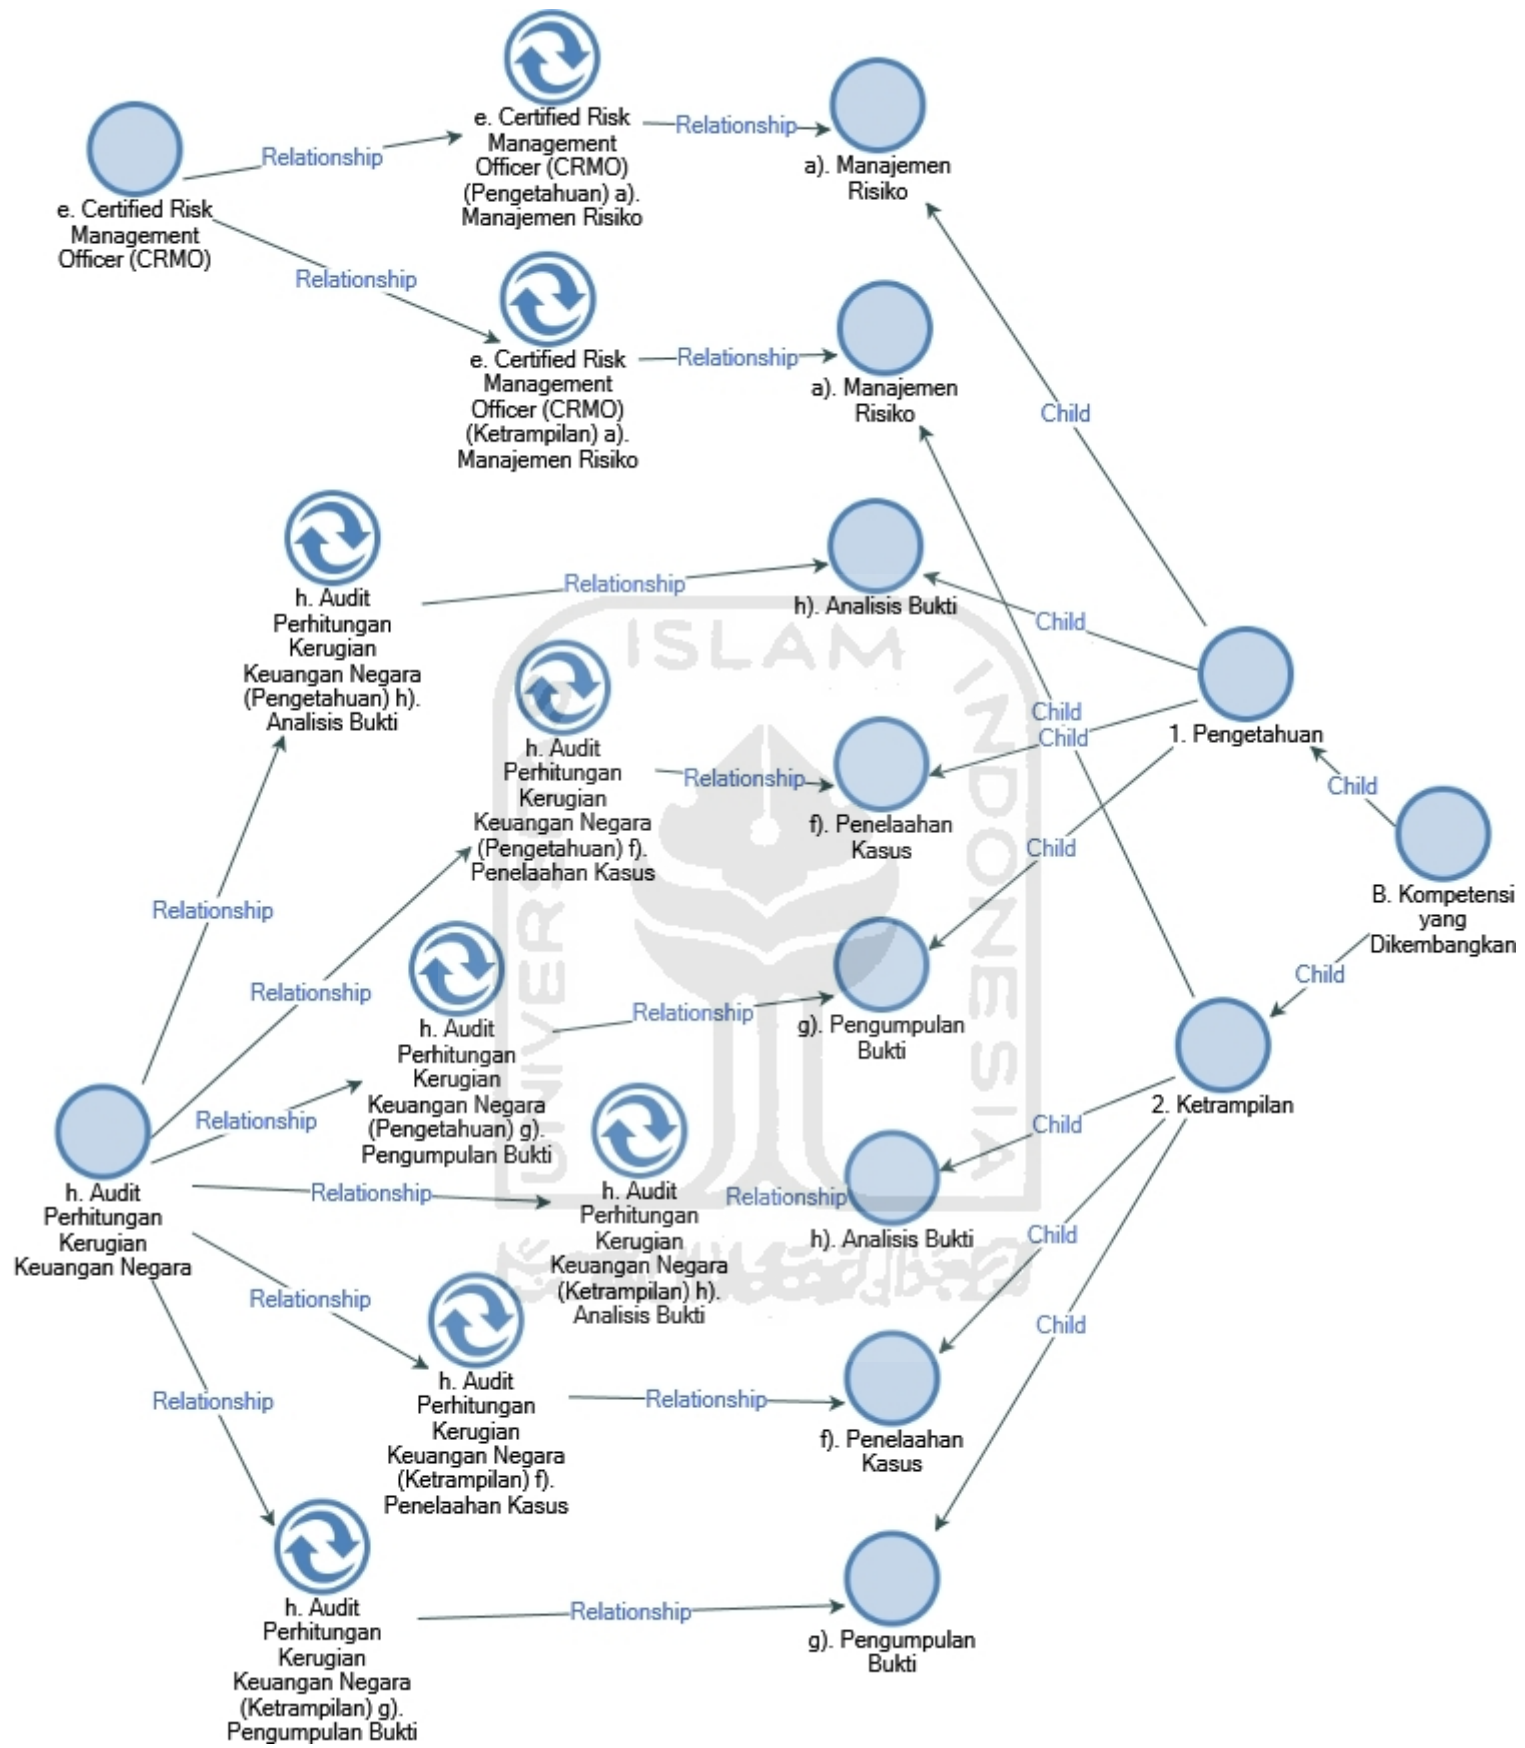 e. Certified Risk
Management
Officer (CRMO)
Relationship
Relationship
e. Certified Risk
Management
Officer (CRMO)
(Pengetahuan) a).
Manajemen Risiko
Relationship
a). Manajemen
Risiko
e. Certified Risk
Management
Officer (CRMO)
(Ketrampilan) a).
Manajemen Risiko
Relationship
a). Manajemen
Risiko
Child
h. Audit
Perhitungan
Kerugian
Keuangan Negara
(Pengetahuan) h).
Analisis Bukti
Relationship
h). Analisis Bukti
Child
h. Audit
Perhitungan
Kerugian
Keuangan Negara
(Pengetahuan) f).
Penelaahan Kasus
Relationship
f). Penelaahan
Kasus
Child
Child
1. Pengetahuan
Child
Child
B. Kompetensi
yang
Dikembangkan
Child
Relationship
Relationship
h. Audit
Perhitungan
Kerugian
Keuangan Negara
(Pengetahuan) g).
Pengumpulan Bukti
Relationship
g). Pengumpulan
Bukti
2. Ketrampilan
Relationship
h. Audit
Perhitungan
Kerugian
Keuangan Negara
Relationship
h. Audit
Perhitungan
Kerugian
Keuangan Negara
(Ketrampilan) h).
Analisis Bukti
Relationship
h). Analisis Bukti
Child
Child
Child
Relationship
h. Audit
Perhitungan
Kerugian
Keuangan Negara
(Ketrampilan) f).
Penelaahan Kasus
Relationship
f). Penelaahan
Kasus
Relationship
h. Audit
Perhitungan
Kerugian
Keuangan Negara
(Ketrampilan) g).
Pengumpulan Bukti
Relationship
g). Pengumpulan
Bukti
UNIVERSITAS
ISLAM
INDONESIA